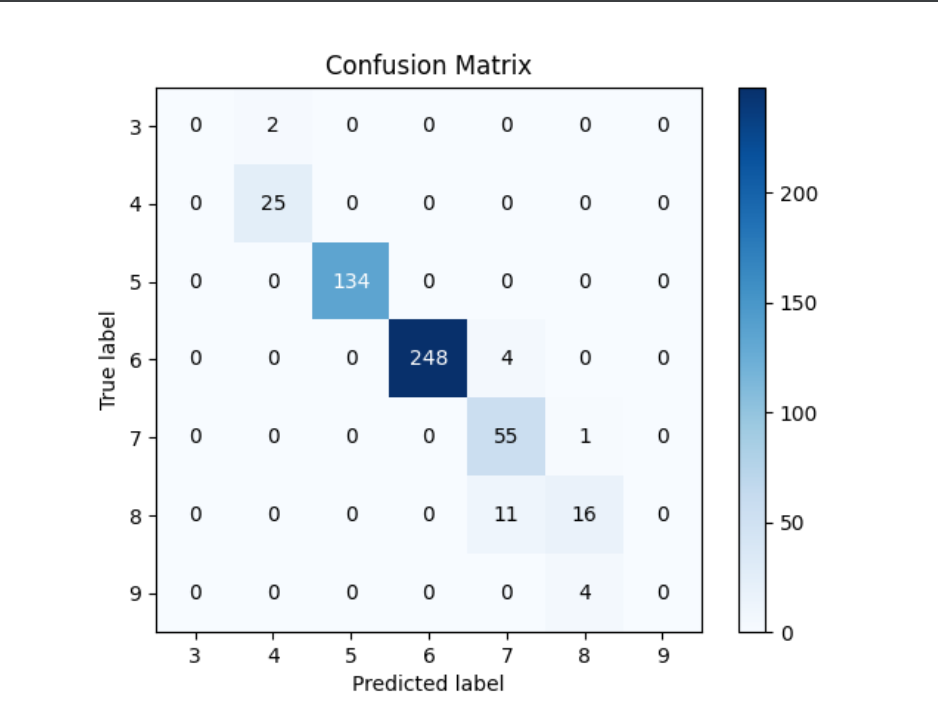 Confusion Matrix
3 0 2 0 0 0 0 0
4 0 25 0 0 0 0 0
5 0 0 134 0 0 0 0
6 0 0 0 248 4 0 0
7 0 0 0 0 55 1 0
8 0 0 0 0 11 16 0
9 0 0 0 0 0 4 0
3 4 5 6 7 8 9
Predicted label
True label
200
150
100
50
0